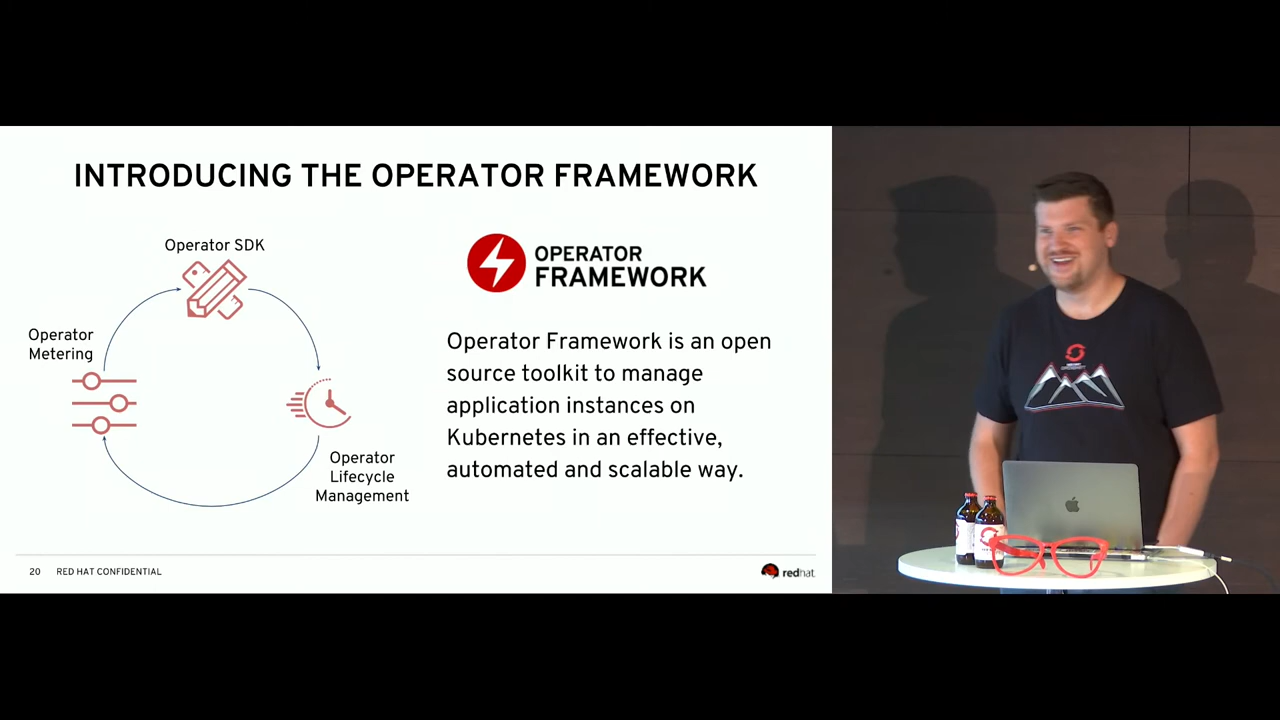 INTRODUCING THE OPERATOR FRAMEWORK
Operator SDK
Operator
Metering
Operator
Lifecycle
Management
OPERATOR
FRAMEWORK
Operator Framework is an open
source toolkit to manage
application instances on
Kubernetes in an effective,
automated and scalable way.
20 RED HAT CONFIDENTIAL
redhat